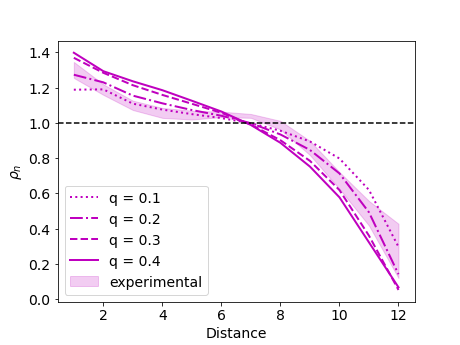 1.4
1.2
1.0
0.8
0.6
0.4
0.2
0.0
ρn
q = 0.1
q = 0.2
q = 0.3
q = 0.4
experimental
2 4 6 8 10 12
Distance